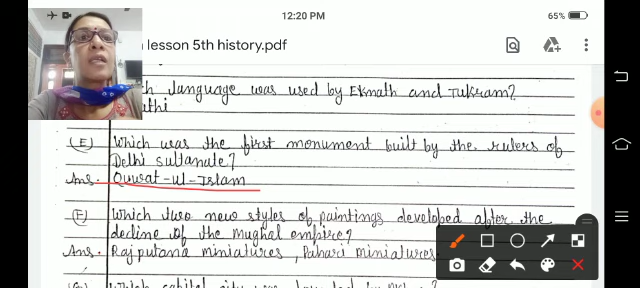 12:20 PM
65%
lesson 5th history.pdf
language was used by Eknath and Tukram?
(E) Which was the first monument built by the rulers of
Delhi sultanate?
Ans. Quwat-ul-Islam
(F) Which two new styles of paintings developed after the
decline of the mughal empire?
Ans. Rajputana miniatures, Pahari miniatures.